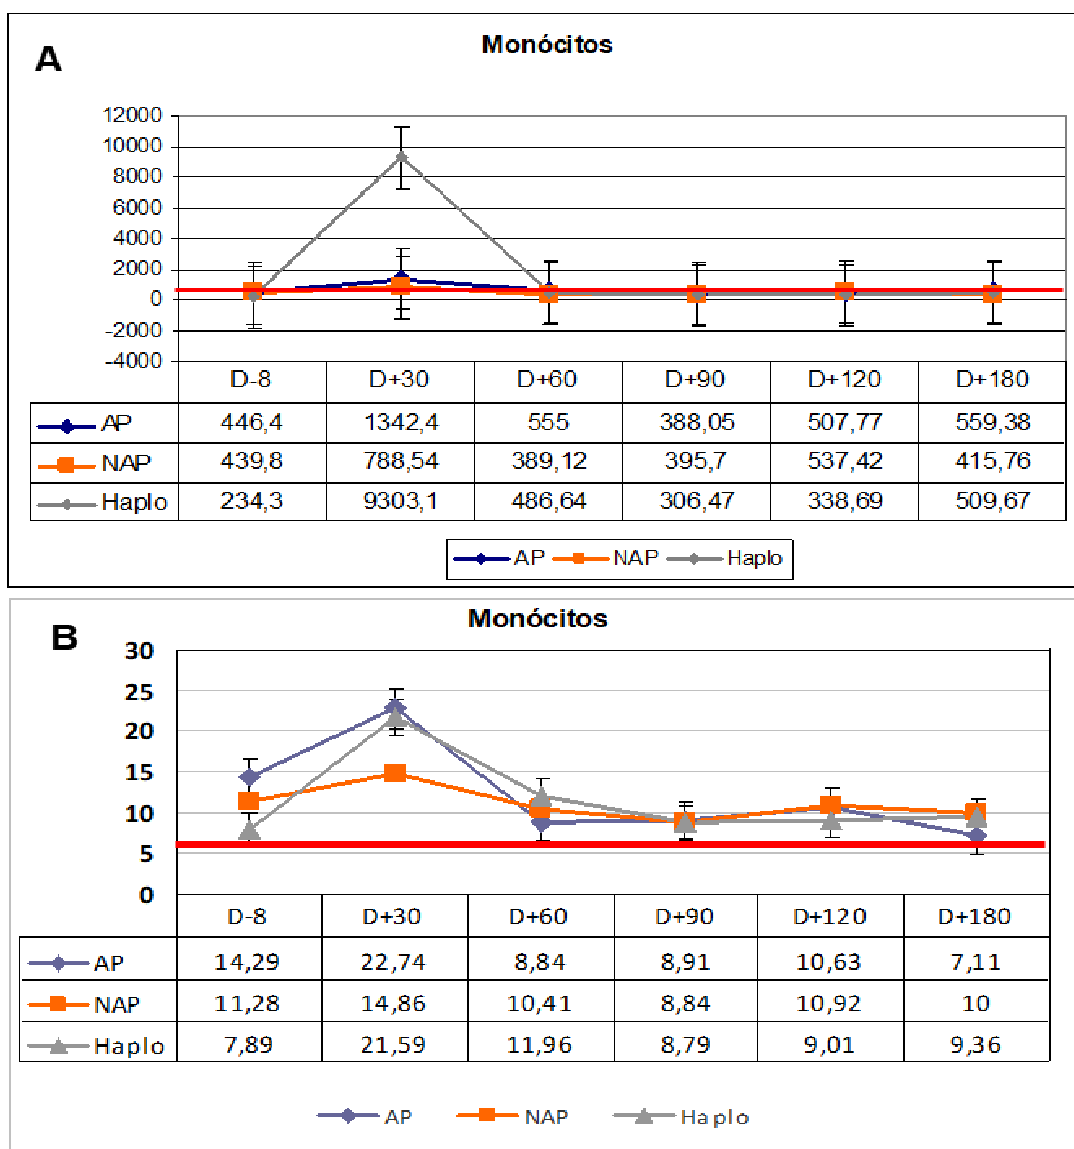 A
Monócitos
12000
10000
8000
6000
4000
2000
0
-2000
-4000
D-8 D+30 D+60 D+90 D+120 D+180
AP 446,4 1342,4 555 388,05 507,77 559,38
NAP 439,8 788,54 389,12 395,7 537,42 415,76
Haplo 234,3 9303,1 486,64 306,47 338,69 509,67
AP NAP Haplo
B
Monócitos
30
25
20
15
10
5
0
D-8 D+30 D+60 D+90 D+120 D+180
AP 14,29 22,74 8,84 8,91 10,63 7,11
NAP 11,28 14,86 10,41 8,84 10,92 10
Haplo 7,89 21,59 11,96 8,79 9,01 9,36
AP NAP Haplo